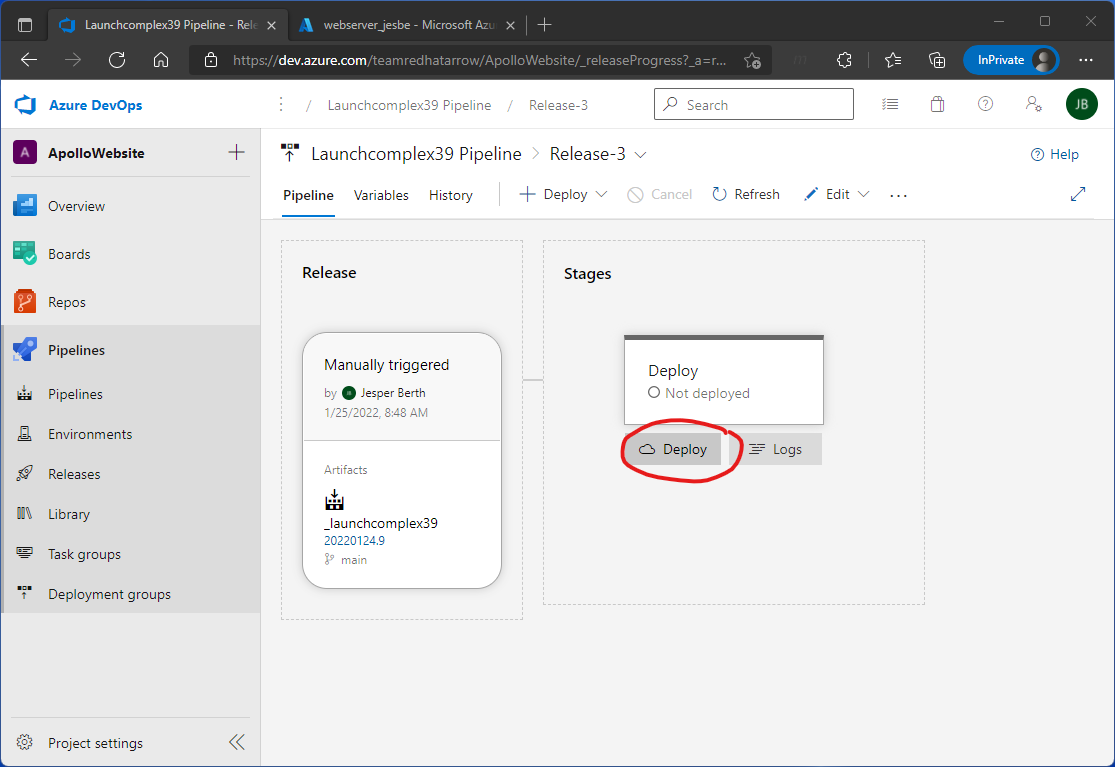 Launchcomplex39 Pipeline - Rele
webserver_jesbe - Microsoft Azu
https://dev.azure.com/teamredhatarrow/ApolloWebsite/_releaseProgress?_a=r...
InPrivate
Azure DevOps
/ Launchcomplex39 Pipeline / Release-3
Search
JB
A ApolloWebsite
Launchcomplex39 Pipeline > Release-3
Help
Overview
Pipeline Variables History
Deploy Cancel Refresh Edit
Boards
Repos
Pipelines
Pipelines
Environments
Releases
Library
Task groups
Deployment groups
Project settings
Release
Manually triggered
by Jesper Berth
1/25/2022, 8:48 AM
Artifacts
_launchcomplex39
20220124.9
main
Stages
Deploy
Not deployed
Deploy
Logs